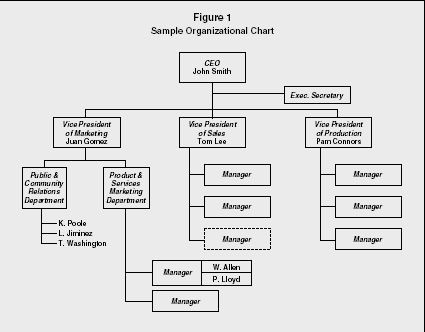 Figure 1
Sample Organizational Chart
CEO
John Smith
Exec. Secretary
Vice President
of Marketing
Juan Gomez
Vice President
of Sales
Tom Lee
Vice President
of Production
Pam Connors
Public &
Community
Relations
Department
Product &
Services
Marketing
Department
Manager
Manager
Manager
Manager
Manager
Manager
K. Poole
L. Jiminez
T. Washington
Manager
W. Allen
P. Lloyd
Manager